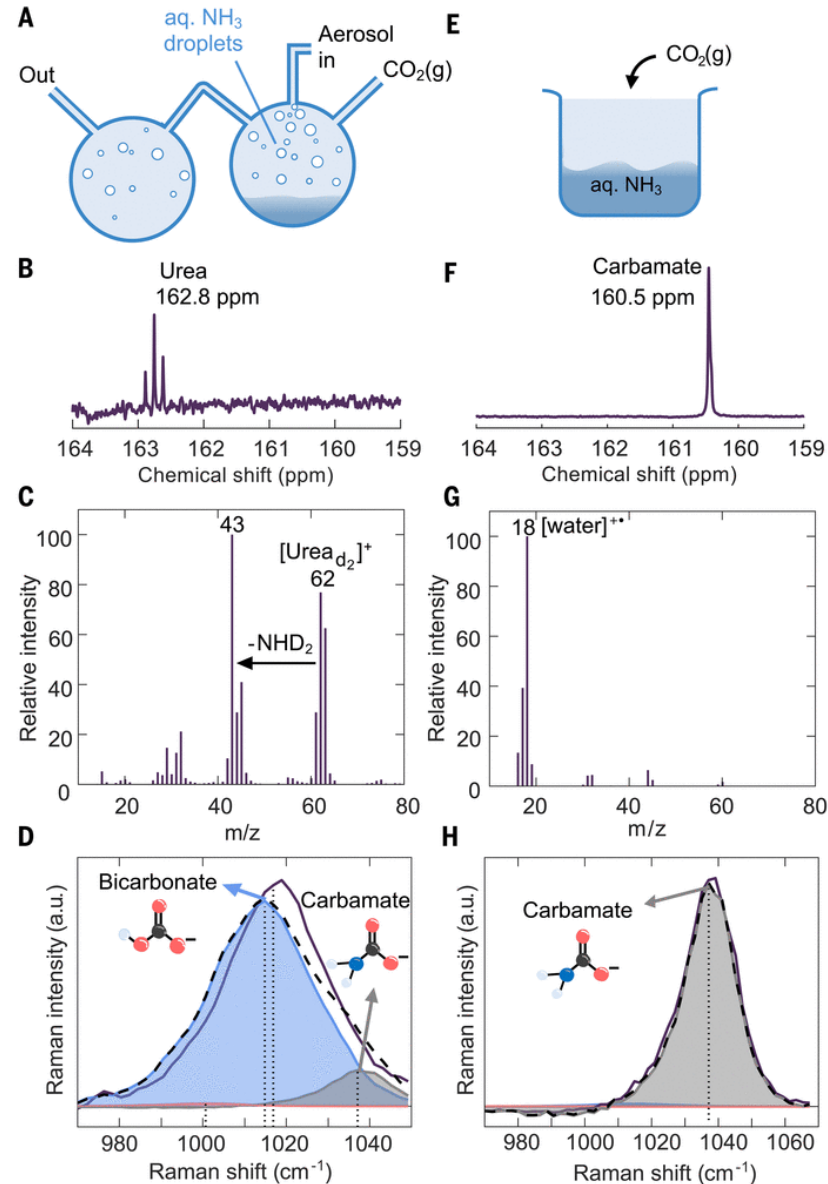 A
aq. NH3
droplets
Aerosol
in
Out
CO2(g)
E
CO2(g)
aq. NH3
B
Urea
162.8 ppm
164 163 162 161 160 159
Chemical shift (ppm)
F
Carbamate
160.5 ppm
164 163 162 161 160 159
Chemical shift (ppm)
C
Relative intensity
100
80
60
40
20
0
43
[Urea d2]+
62
-NHD2
20 40 60 80
m/z
G
Relative intensity
100
80
60
40
20
0
18 [water]+•
20 40 60 80
m/z
D
Raman intensity (a.u.)
Bicarbonate
Carbamate
980 1000 1020 1040
Raman shift (cm-1)
H
Raman intensity (a.u.)
Carbamate
980 1000 1020 1040 1060
Raman shift (cm-1)